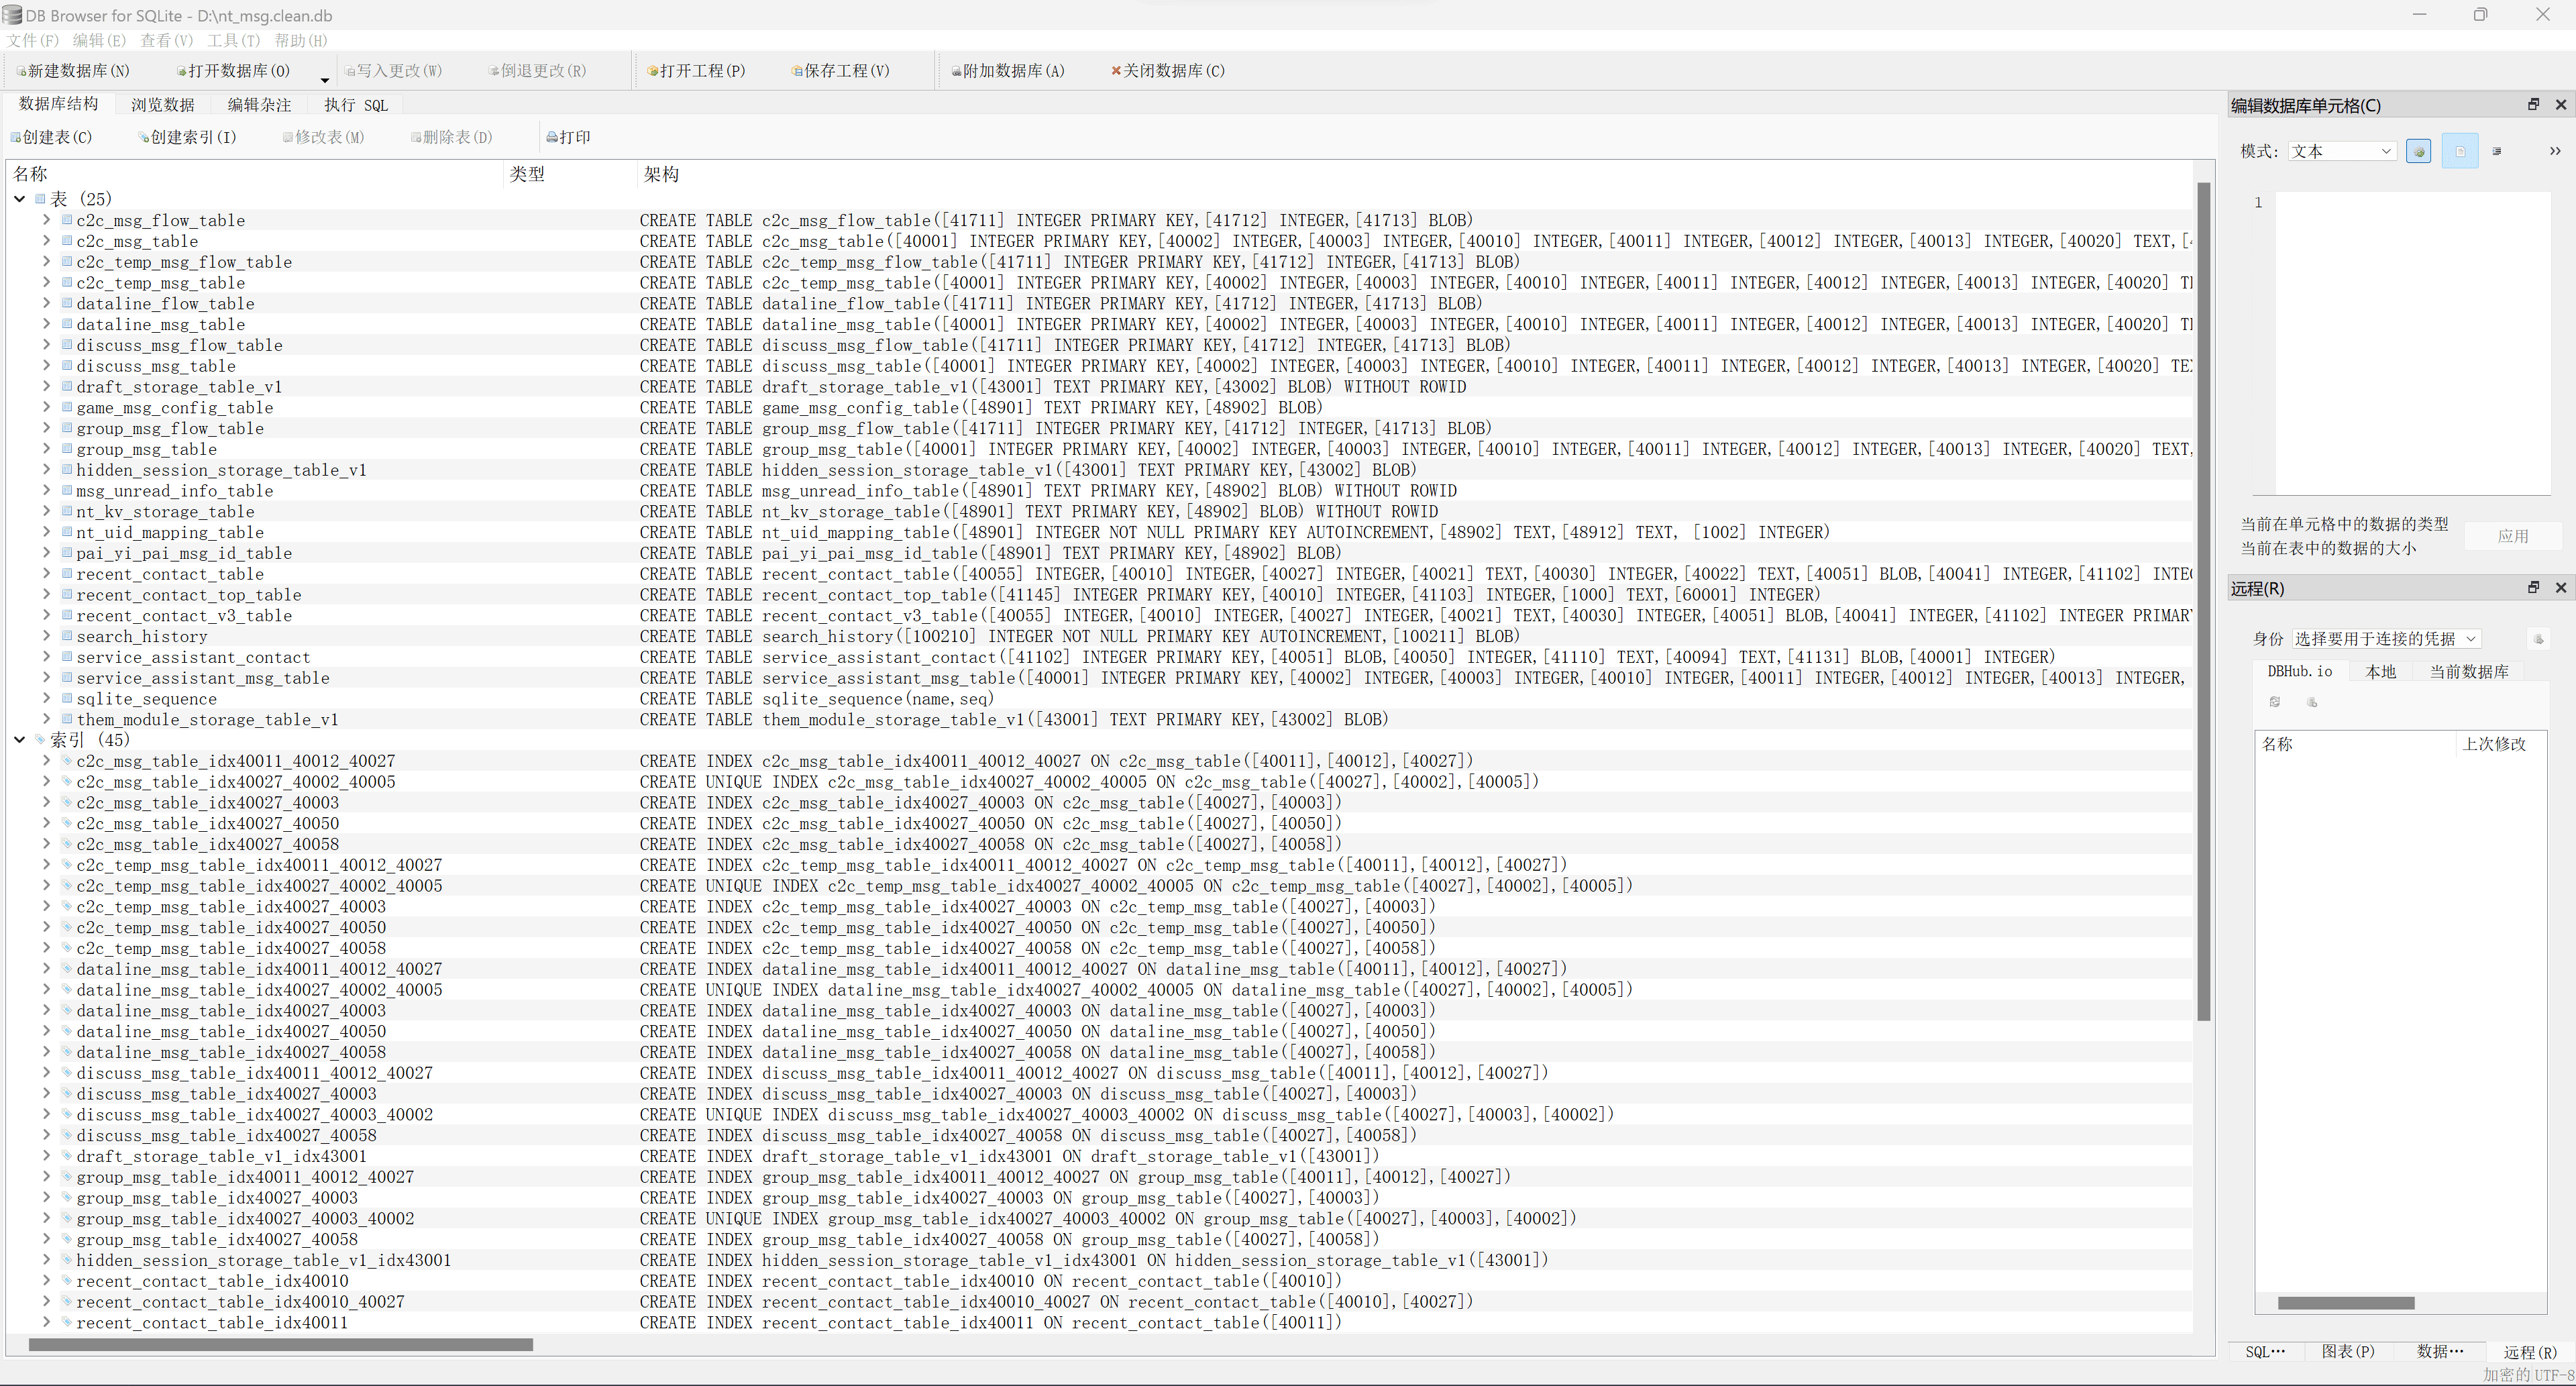 DB Browser for SQLite - D:\nt_msg.clean.db
文件(F) 编辑(E) 查看(V) 工具(T) 帮助(H)
新建数据库(N) 打开数据库(O) 写入更改(W) 倒退更改(R) 打开工程(P) 保存工程(V) 附加数据库(A) 关闭数据库(C)
数据库结构 浏览数据 编辑杂注 执行 SQL
创建表(C) 创建索引(I) 修改表(M) 删除表(D) 打印
名称 类型 架构
表 (25)
c2c_msg_flow_table CREATE TABLE c2c_msg_flow_table([41711] INTEGER PRIMARY KEY,[41712] INTEGER,[41713] BLOB)
c2c_msg_table CREATE TABLE c2c_msg_table([40001] INTEGER PRIMARY KEY,[40002] INTEGER,[40003] INTEGER,[40010] INTEGER,[40011] INTEGER,[40012] INTEGER,[40013] INTEGER,[40020] TEXT,[
c2c_temp_msg_flow_table CREATE TABLE c2c_temp_msg_flow_table([41711] INTEGER PRIMARY KEY,[41712] INTEGER,[41713] BLOB)
c2c_temp_msg_table CREATE TABLE c2c_temp_msg_table([40001] INTEGER PRIMARY KEY,[40002] INTEGER,[40003] INTEGER,[40010] INTEGER,[40011] INTEGER,[40012] INTEGER,[40013] INTEGER,[40020]
dataline_flow_table CREATE TABLE dataline_flow_table([41711] INTEGER PRIMARY KEY,[41712] INTEGER,[41713] BLOB)
dataline_msg_table CREATE TABLE dataline_msg_table([40001] INTEGER PRIMARY KEY,[40002] INTEGER,[40003] INTEGER,[40010] INTEGER,[40011] INTEGER,[40012] INTEGER,[40013] INTEGER,[40020]
discuss_msg_flow_table CREATE TABLE discuss_msg_flow_table([41711] INTEGER PRIMARY KEY,[41712] INTEGER,[41713] BLOB)
discuss_msg_table CREATE TABLE discuss_msg_table([40001] INTEGER PRIMARY KEY,[40002] INTEGER,[40003] INTEGER,[40010] INTEGER,[40011] INTEGER,[40012] INTEGER,[40013] INTEGER,[40020] TE
draft_storage_table_v1 CREATE TABLE draft_storage_table_v1([43001] TEXT PRIMARY KEY,[43002] BLOB) WITHOUT ROWID
game_msg_config_table CREATE TABLE game_msg_config_table([48901] TEXT PRIMARY KEY,[48902] BLOB)
group_msg_flow_table CREATE TABLE group_msg_flow_table([41711] INTEGER PRIMARY KEY,[41712] INTEGER,[41713] BLOB)
group_msg_table CREATE TABLE group_msg_table([40001] INTEGER PRIMARY KEY,[40002] INTEGER,[40003] INTEGER,[40010] INTEGER,[40011] INTEGER,[40012] INTEGER,[40013] INTEGER,[40020] TEXT,
hidden_session_storage_table_v1 CREATE TABLE hidden_session_storage_table_v1([43001] TEXT PRIMARY KEY,[43002] BLOB)
msg_unread_info_table CREATE TABLE msg_unread_info_table([48901] TEXT PRIMARY KEY,[48902] BLOB) WITHOUT ROWID
nt_kv_storage_table CREATE TABLE nt_kv_storage_table([48901] TEXT PRIMARY KEY,[48902] BLOB) WITHOUT ROWID
nt_uid_mapping_table CREATE TABLE nt_uid_mapping_table([48901] INTEGER NOT NULL PRIMARY KEY AUTOINCREMENT,[48902] TEXT,[48912] TEXT, [1002] INTEGER)
pai_yi_pai_msg_id_table CREATE TABLE pai_yi_pai_msg_id_table([48901] TEXT PRIMARY KEY,[48902] BLOB)
recent_contact_table CREATE TABLE recent_contact_table([40055] INTEGER,[40010] INTEGER,[40027] INTEGER,[40021] TEXT,[40030] INTEGER,[40022] TEXT,[40051] BLOB,[40041] INTEGER,[41102] INTE
recent_contact_top_table CREATE TABLE recent_contact_top_table([41145] INTEGER PRIMARY KEY,[40010] INTEGER,[41103] INTEGER,[1000] TEXT,[60001] INTEGER)
recent_contact_v3_table CREATE TABLE recent_contact_v3_table([40055] INTEGER,[40010] INTEGER,[40027] INTEGER,[40021] TEXT,[40030] INTEGER,[40051] BLOB,[40041] INTEGER,[41102] INTEGER PRIMARY
search_history CREATE TABLE search_history([100210] INTEGER NOT NULL PRIMARY KEY AUTOINCREMENT,[100211] BLOB)
service_assistant_contact CREATE TABLE service_assistant_contact([41102] INTEGER PRIMARY KEY,[40051] BLOB,[40050] INTEGER,[41110] TEXT,[40094] TEXT,[41131] BLOB,[40001] INTEGER)
service_assistant_msg_table CREATE TABLE service_assistant_msg_table([40001] INTEGER PRIMARY KEY,[40002] INTEGER,[40003] INTEGER,[40010] INTEGER,[40011] INTEGER,[40012] INTEGER,[40013] INTEGER,
sqlite_sequence CREATE TABLE sqlite_sequence(name,seq)
them_module_storage_table_v1 CREATE TABLE them_module_storage_table_v1([43001] TEXT PRIMARY KEY,[43002] BLOB)
索引 (45)
c2c_msg_table_idx40011_40012_40027 CREATE INDEX c2c_msg_table_idx40011_40012_40027 ON c2c_msg_table([40011],[40012],[40027])
c2c_msg_table_idx40027_40002_40005 CREATE UNIQUE INDEX c2c_msg_table_idx40027_40002_40005 ON c2c_msg_table([40027],[40002],[40005])
c2c_msg_table_idx40027_40003 CREATE INDEX c2c_msg_table_idx40027_40003 ON c2c_msg_table([40027],[40003])
c2c_msg_table_idx40027_40050 CREATE INDEX c2c_msg_table_idx40027_40050 ON c2c_msg_table([40027],[40050])
c2c_msg_table_idx40027_40058 CREATE INDEX c2c_msg_table_idx40027_40058 ON c2c_msg_table([40027],[40058])
c2c_temp_msg_table_idx40011_40012_40027 CREATE INDEX c2c_temp_msg_table_idx40011_40012_40027 ON c2c_temp_msg_table([40011],[40012],[40027])
c2c_temp_msg_table_idx40027_40002_40005 CREATE UNIQUE INDEX c2c_temp_msg_table_idx40027_40002_40005 ON c2c_temp_msg_table([40027],[40002],[40005])
c2c_temp_msg_table_idx40027_40003 CREATE INDEX c2c_temp_msg_table_idx40027_40003 ON c2c_temp_msg_table([40027],[40003])
c2c_temp_msg_table_idx40027_40050 CREATE INDEX c2c_temp_msg_table_idx40027_40050 ON c2c_temp_msg_table([40027],[40050])
c2c_temp_msg_table_idx40027_40058 CREATE INDEX c2c_temp_msg_table_idx40027_40058 ON c2c_temp_msg_table([40027],[40058])
dataline_msg_table_idx40011_40012_40027 CREATE INDEX dataline_msg_table_idx40011_40012_40027 ON dataline_msg_table([40011],[40012],[40027])
dataline_msg_table_idx40027_40002_40005 CREATE UNIQUE INDEX dataline_msg_table_idx40027_40002_40005 ON dataline_msg_table([40027],[40002],[40005])
dataline_msg_table_idx40027_40003 CREATE INDEX dataline_msg_table_idx40027_40003 ON dataline_msg_table([40027],[40003])
dataline_msg_table_idx40027_40050 CREATE INDEX dataline_msg_table_idx40027_40050 ON dataline_msg_table([40027],[40050])
dataline_msg_table_idx40027_40058 CREATE INDEX dataline_msg_table_idx40027_40058 ON dataline_msg_table([40027],[40058])
discuss_msg_table_idx40011_40012_40027 CREATE INDEX discuss_msg_table_idx40011_40012_40027 ON discuss_msg_table([40011],[40012],[40027])
discuss_msg_table_idx40027_40003 CREATE INDEX discuss_msg_table_idx40027_40003 ON discuss_msg_table([40027],[40003])
discuss_msg_table_idx40027_40003_40002 CREATE UNIQUE INDEX discuss_msg_table_idx40027_40003_40002 ON discuss_msg_table([40027],[40003],[40002])
discuss_msg_table_idx40027_40058 CREATE INDEX discuss_msg_table_idx40027_40058 ON discuss_msg_table([40027],[40058])
draft_storage_table_v1_idx43001 CREATE INDEX draft_storage_table_v1_idx43001 ON draft_storage_table_v1([43001])
group_msg_table_idx40011_40012_40027 CREATE INDEX group_msg_table_idx40011_40012_40027 ON group_msg_table([40011],[40012],[40027])
group_msg_table_idx40027_40003 CREATE INDEX group_msg_table_idx40027_40003 ON group_msg_table([40027],[40003])
group_msg_table_idx40027_40003_40002 CREATE UNIQUE INDEX group_msg_table_idx40027_40003_40002 ON group_msg_table([40027],[40003],[40002])
group_msg_table_idx40027_40058 CREATE INDEX group_msg_table_idx40027_40058 ON group_msg_table([40027],[40058])
hidden_session_storage_table_v1_idx43001 CREATE INDEX hidden_session_storage_table_v1_idx43001 ON hidden_session_storage_table_v1([43001])
recent_contact_table_idx40010 CREATE INDEX recent_contact_table_idx40010 ON recent_contact_table([40010])
recent_contact_table_idx40010_40027 CREATE INDEX recent_contact_table_idx40010_40027 ON recent_contact_table([40010],[40027])
recent_contact_table_idx40011 CREATE INDEX recent_contact_table_idx40011 ON recent_contact_table([40011])
编辑数据库单元格(C)
模式: 文本
1
当前在单元格中的数据的类型
当前在表中的数据的大小
应用
远程(R)
身份 选择要用于连接的凭据
DBHub.io 本地 当前数据库
名称 上次修改
SQL… 图表(P) 数据… 远程(R)
加密的 UTF-8